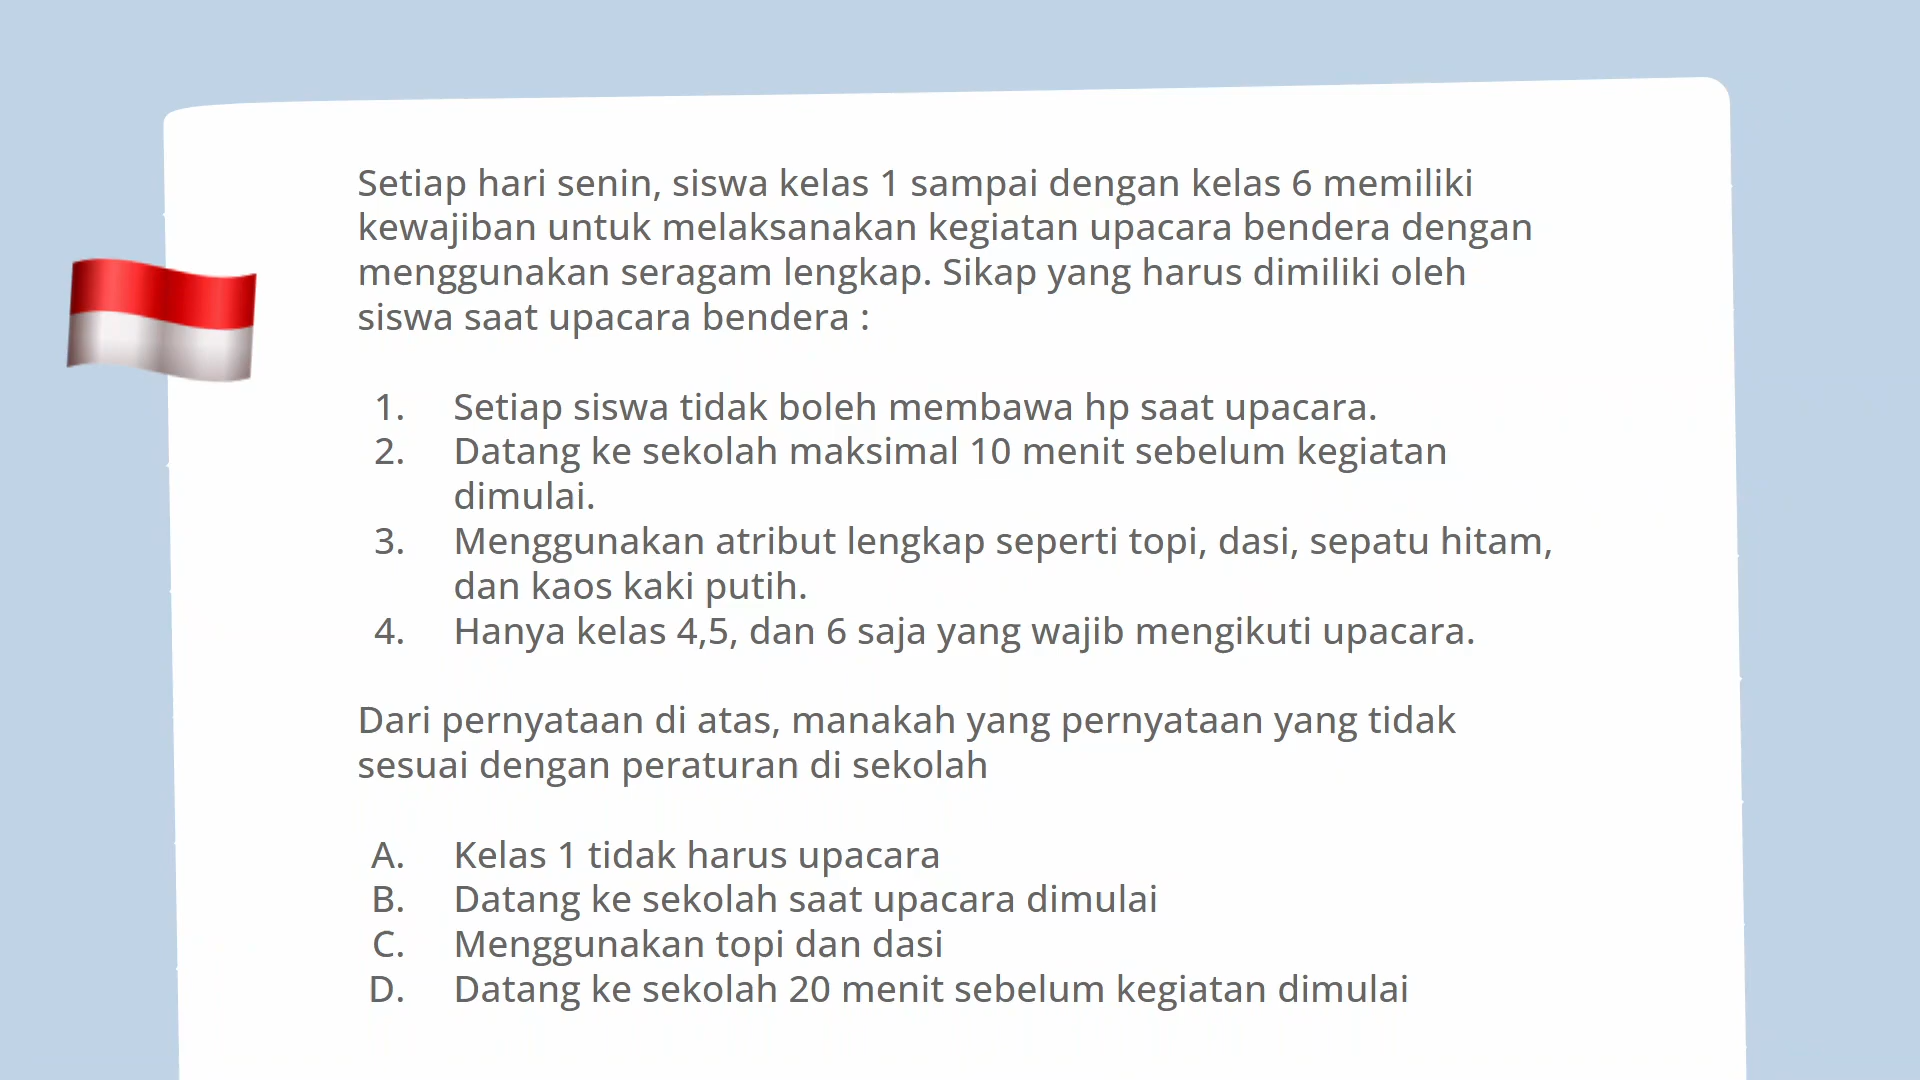 Setiap hari senin, siswa kelas 1 sampai dengan kelas 6 memiliki
kewajiban untuk melaksanakan kegiatan upacara bendera dengan
menggunakan seragam lengkap. Sikap yang harus dimiliki oleh
siswa saat upacara bendera :
1. Setiap siswa tidak boleh membawa hp saat upacara.
2. Datang ke sekolah maksimal 10 menit sebelum kegiatan
dimulai.
3. Menggunakan atribut lengkap seperti topi, dasi, sepatu hitam,
dan kaos kaki putih.
4. Hanya kelas 4,5, dan 6 saja yang wajib mengikuti upacara.
Dari pernyataan di atas, manakah yang pernyataan yang tidak
sesuai dengan peraturan di sekolah
A. Kelas 1 tidak harus upacara
B. Datang ke sekolah saat upacara dimulai
C. Menggunakan topi dan dasi
D. Datang ke sekolah 20 menit sebelum kegiatan dimulai